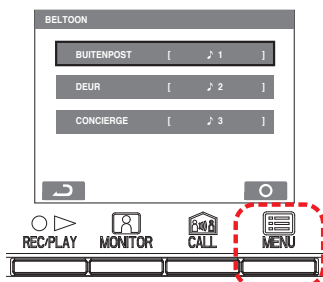 BELTOON
BUITENPOST [ ♪ 1 ]
DEUR [ ♪ 2 ]
CONCIERGE [ ♪ 3 ]
REC/PLAY MONITOR CALL MENU